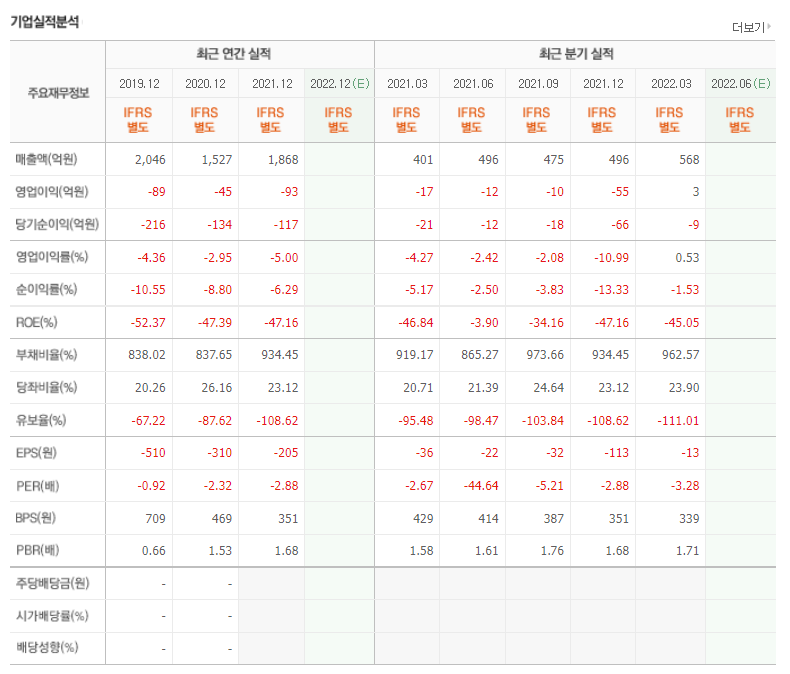 기업실적분석
더보기
주요재무정보 최근 연간 실적 최근 분기 실적
2019.12 2020.12 2021.12 2022.12(E) 2021.03 2021.06 2021.09 2021.12 2022.03 2022.06(E)
IFRS IFRS IFRS IFRS IFRS IFRS IFRS IFRS IFRS IFRS
별도 별도 별도 별도 별도 별도 별도 별도 별도 별도
매출액(억원) 2,046 1,527 1,868 401 496 475 496 568
영업이익(억원) -89 -45 -93 -17 -12 -10 -55 3
당기순이익(억원) -216 -134 -117 -21 -12 -18 -66 -9
영업이익률(%) -4.36 -2.95 -5.00 -4.27 -2.42 -2.08 -10.99 0.53
순이익률(%) -10.55 -8.80 -6.29 -5.17 -2.50 -3.83 -13.33 -1.53
ROE(%) -52.37 -47.39 -47.16 -46.84 -3.90 -34.16 -47.16 -45.05
부채비율(%) 838.02 837.65 934.45 919.17 865.27 973.66 934.45 962.57
당좌비율(%) 20.26 26.16 23.12 20.71 21.39 24.64 23.12 23.90
유보율(%) -67.22 -87.62 -108.62 -95.48 -98.47 -103.84 -108.62 -111.01
EPS(원) -510 -310 -205 -36 -22 -32 -113 -13
PER(배) -0.92 -2.32 -2.88 -2.67 -44.64 -5.21 -2.88 -3.28
BPS(원) 709 469 351 429 414 387 351 339
PBR(배) 0.66 1.53 1.68 1.58 1.61 1.76 1.68 1.71
주당배당금(원) - -
시가배당률(%) - -
배당성향(%) - -